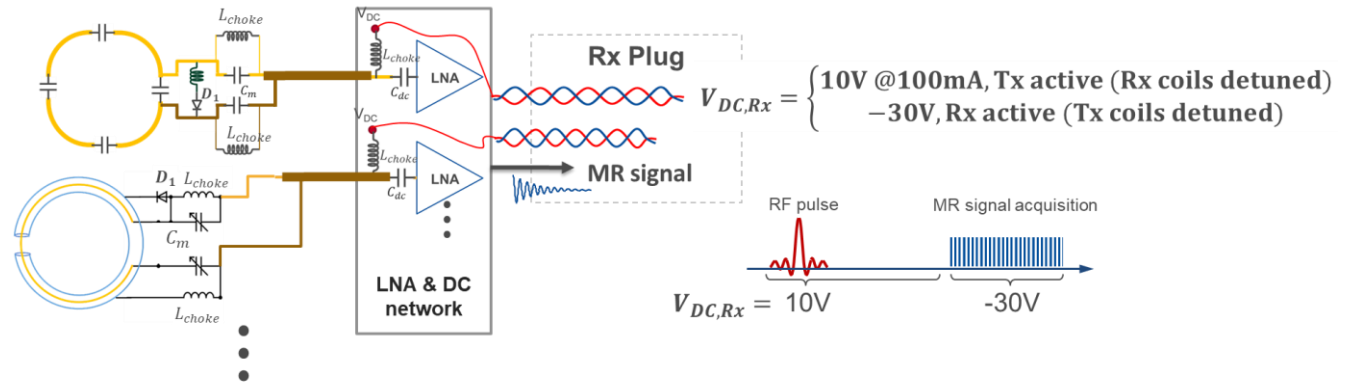 L_choke
D_1
C_m
L_choke
V_DC
L_choke
C_dc
LNA
V_DC
L_choke
C_dc
LNA
LNA & DC
network
Rx Plug
MR signal
D_1
L_choke
C_m
L_choke
V_DC,Rx = {10V @100mA, Tx active (Rx coils detuned)
−30V, Rx active (Tx coils detuned)
RF pulse
MR signal acquisition
V_DC,Rx = 10V
-30V